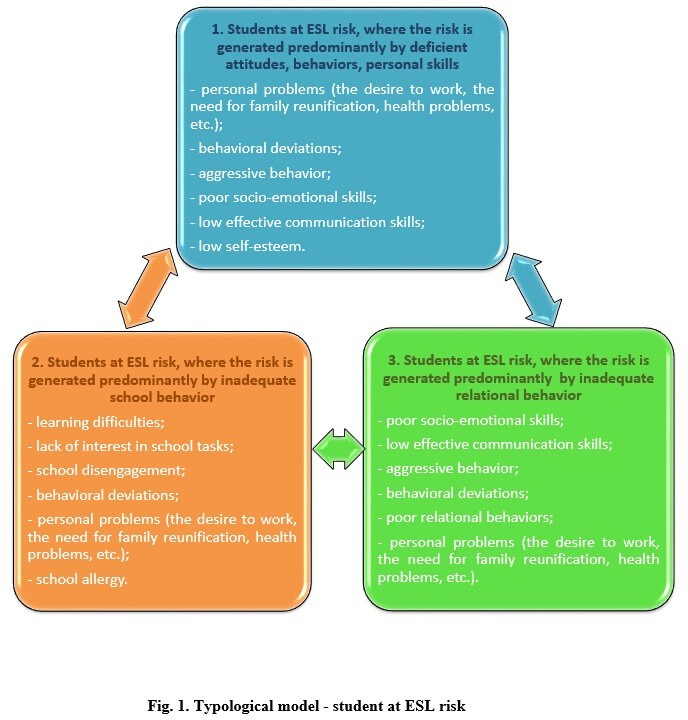 1. Students at ESL risk, where the risk is
generated predominantly by deficient
attitudes, behaviors, personal skills
- personal problems (the desire to work, the
need for family reunification, health problems,
etc.);
- behavioral deviations;
- aggressive behavior;
- poor socio-emotional skills;
- low effective communication skills;
- low self-esteem.
2. Students at ESL risk, where the risk is
generated predominantly by inadequate
school behavior
- learning difficulties;
- lack of interest in school tasks;
- school disengagement;
- behavioral deviations;
- personal problems (the desire to work,
the need for family reunification, health
problems, etc.);
- school allergy.
3. Students at ESL risk, where the risk is
generated predominantly by inadequate
relational behavior
- poor socio-emotional skills;
- low effective communication skills;
- aggressive behavior;
- behavioral deviations;
- poor relational behaviors;
- personal problems (the desire to work,
the need for family reunification, health
problems, etc.).
Fig. 1. Typological model - student at ESL risk